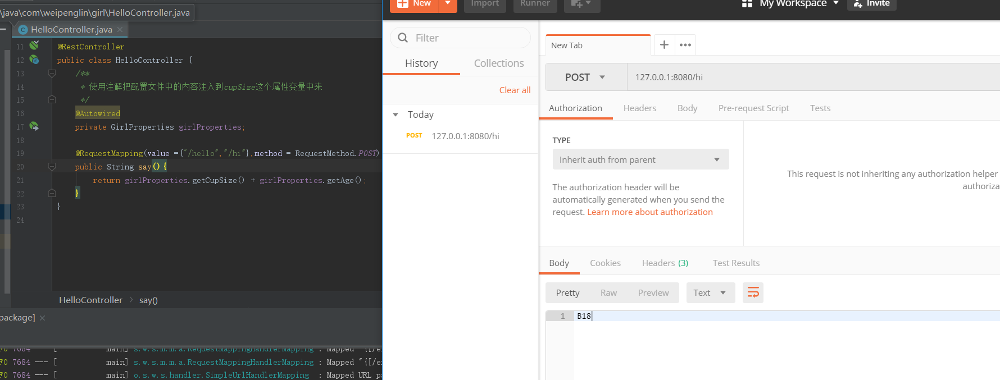 \java\com\weipenglin\girl\HelloController.java
HelloController.java ×
11 @RestController
12 public class HelloController {
13 /**
14 * 使用注解把配置文件中的内容注入到cupSize这个属性变量中来
15 */
16 @Autowired
17 private GirlProperties girlProperties;
18
19 @RequestMapping(value ={"/hello","/hi"},method = RequestMethod.POST)
20 public String say(){
21 return girlProperties.getCupSize() + girlProperties.getAge();
22 }
23 }
24
HelloController › say()
package] ×
7684 --- [ main] s.w.s.m.m.a.RequestMappingHandlerMapping : Mapped "{[/e
FO 7684 --- [ main] s.w.s.m.m.a.RequestMappingHandlerMapping : Mapped "{[/e
FO 7684 --- [ main] o.s.w.s.handler.SimpleUrlHandlerMapping : Mapped URL pa
New Import Runner My Workspace Invite
Filter
History Collections
Clear all
Today
POST 127.0.0.1:8080/hi
New Tab + •••
POST 127.0.0.1:8080/hi
Authorization Headers Body Pre-request Script Tests
TYPE
Inherit auth from parent
The authorization header will be
automatically generated when you send the
request. Learn more about authorization
This request is not inheriting any authorization helper
authoriza
Body Cookies Headers (3) Test Results
Pretty Raw Preview Text
1 B18